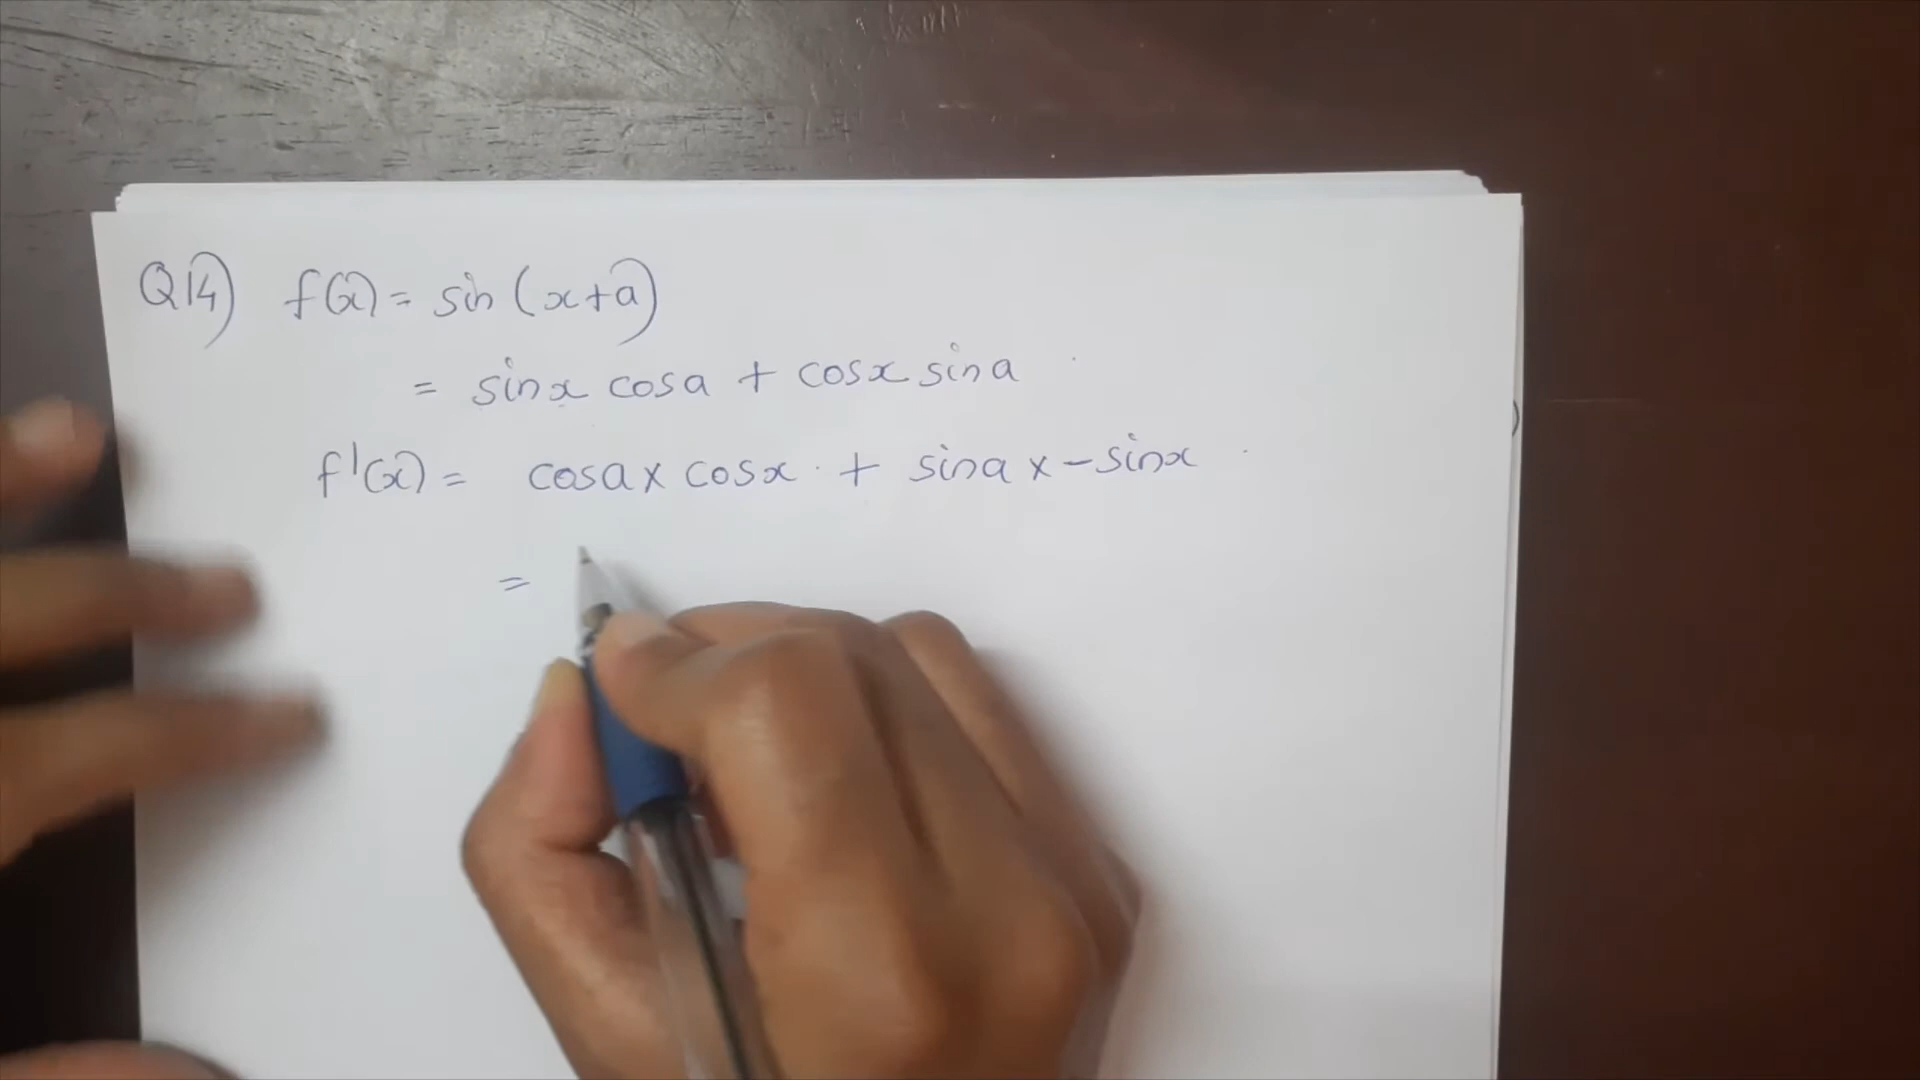 Q14) f(x) = sin (x+a)
= sinx cosa + cosx sina
f'(x) = cosa x cosx + sina x -sinx
=